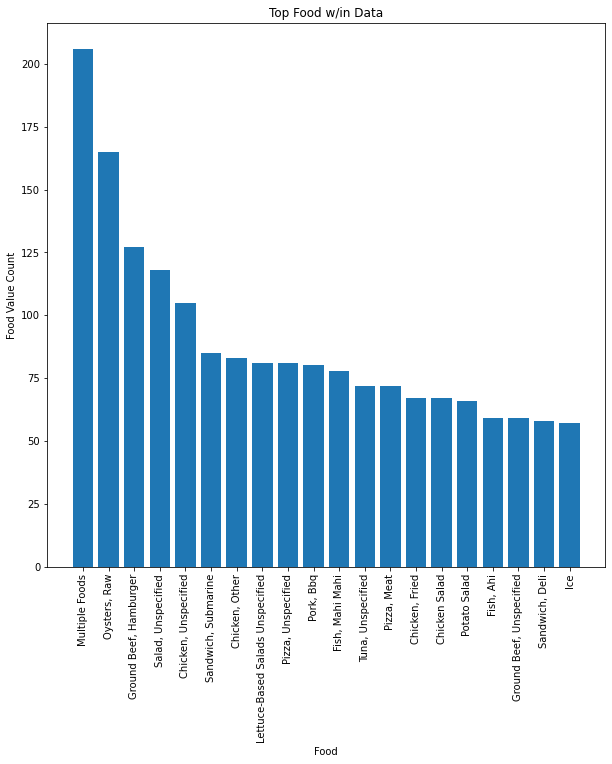 Top Food w/in Data
Food Value Count
200
175
150
125
100
75
50
25
0
Multiple Foods
Oysters, Raw
Ground Beef, Hamburger
Salad, Unspecified
Chicken, Unspecified
Sandwich, Submarine
Chicken, Other
Lettuce-Based Salads Unspecified
Pizza, Unspecified
Pork, Bbq
Fish, Mahi Mahi
Tuna, Unspecified
Pizza, Meat
Chicken, Fried
Chicken Salad
Potato Salad
Fish, Ahi
Ground Beef, Unspecified
Sandwich, Deli
Ice
Food